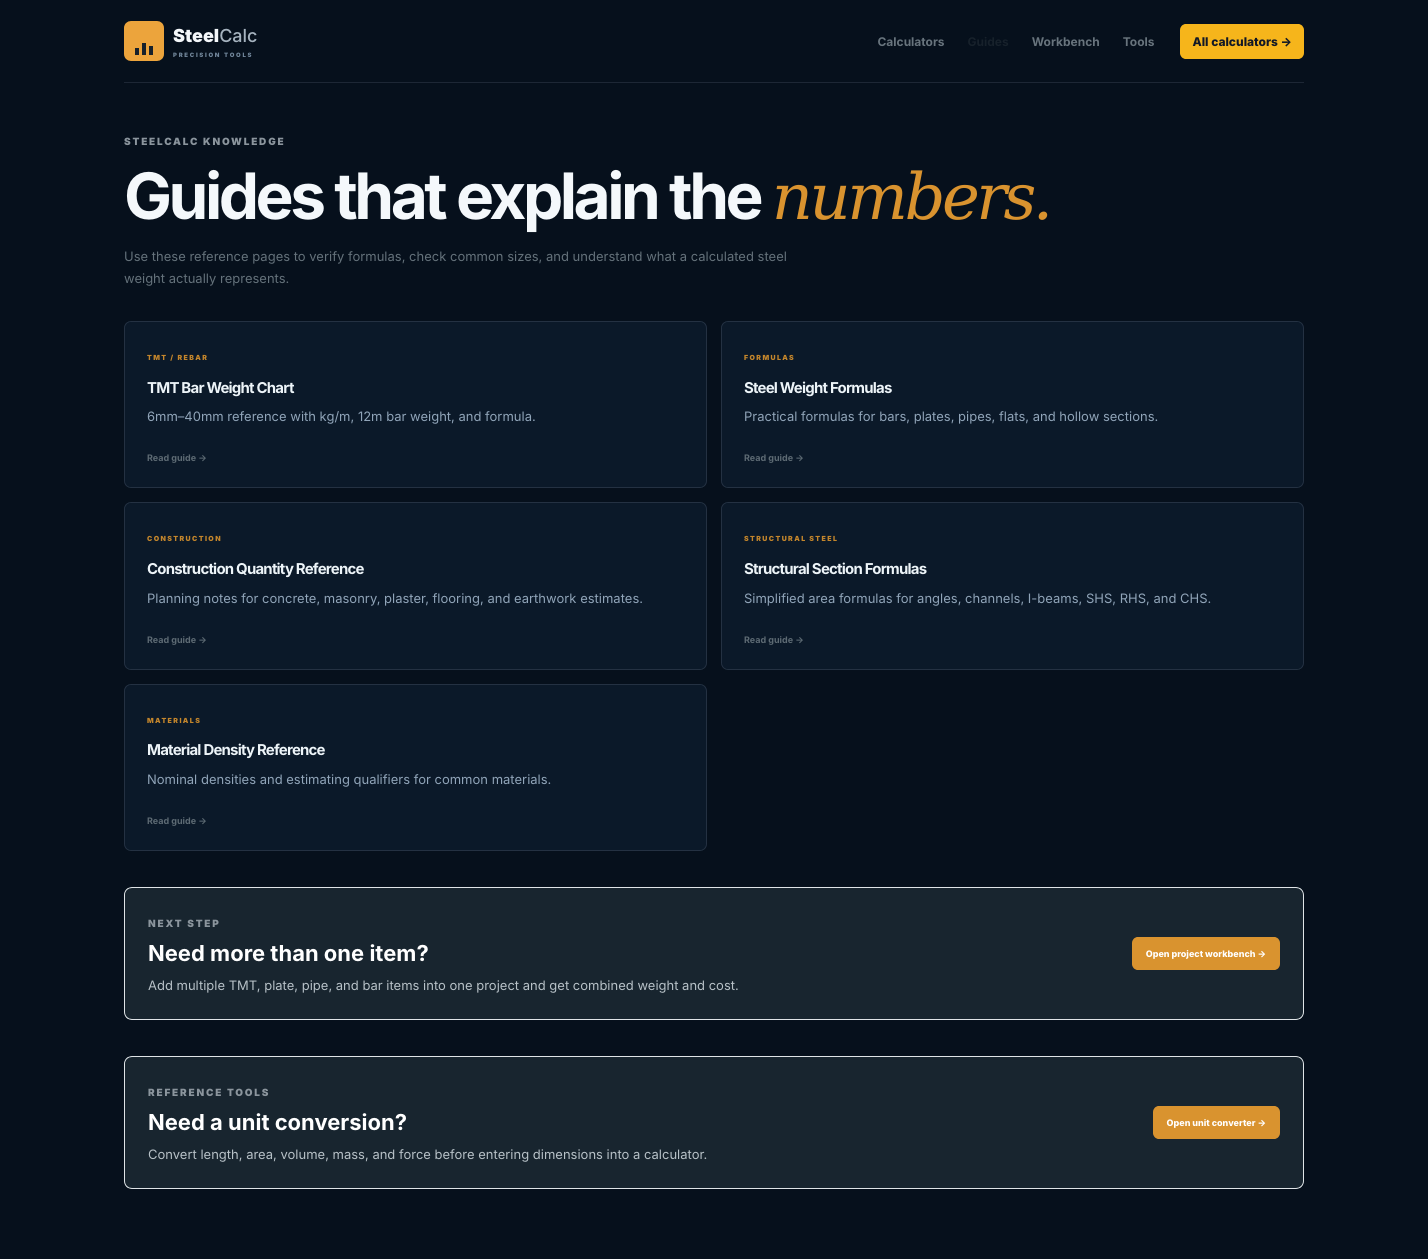 SteelCalc
PRECISION TOOLS
Calculators
Guides
Workbench
Tools
All calculators →
STEELCALC KNOWLEDGE
Guides that explain the numbers.
Use these reference pages to verify formulas, check common sizes, and understand what a calculated steel
weight actually represents.
TMT / REBAR
TMT Bar Weight Chart
6mm–40mm reference with kg/m, 12m bar weight, and formula.
Read guide →
FORMULAS
Steel Weight Formulas
Practical formulas for bars, plates, pipes, flats, and hollow sections.
Read guide →
CONSTRUCTION
Construction Quantity Reference
Planning notes for concrete, masonry, plaster, flooring, and earthwork estimates.
Read guide →
STRUCTURAL STEEL
Structural Section Formulas
Simplified area formulas for angles, channels, I-beams, SHS, RHS, and CHS.
Read guide →
MATERIALS
Material Density Reference
Nominal densities and estimating qualifiers for common materials.
Read guide →
NEXT STEP
Need more than one item?
Add multiple TMT, plate, pipe, and bar items into one project and get combined weight and cost.
Open project workbench →
REFERENCE TOOLS
Need a unit conversion?
Convert length, area, volume, mass, and force before entering dimensions into a calculator.
Open unit converter →